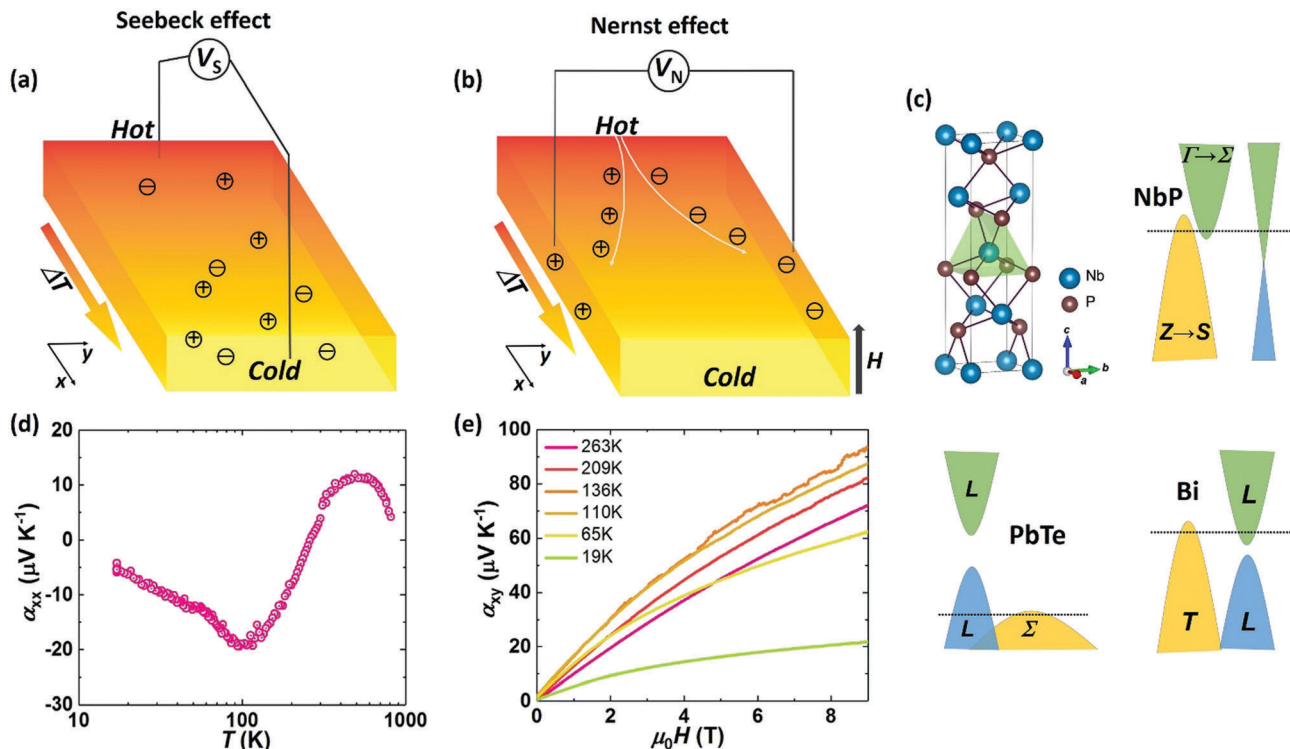 Seebeck effect
(a)
V_S
Hot
⊖
⊕
⊕
⊖
⊕
⊖
⊕
⊕
⊖
⊖
ΔT
y
x
Cold
Nernst effect
(b)
V_N
Hot
⊕
⊖
⊕
⊖
⊕
⊖
⊕
⊖
⊕
⊖
ΔT
y
x
Cold
H
(c)
Nb
P
c
b
a
NbP
Γ→Σ
Z→S
L
PbTe
L
Σ
Bi
L
T
L
(d)
α_xx (μV K⁻¹)
20
10
0
-10
-20
-30
10
100
1000
T (K)
(e)
α_xy (μV K⁻¹)
100
80
60
40
20
0
263K
209K
136K
110K
65K
19K
0
2
4
6
8
μ₀H (T)